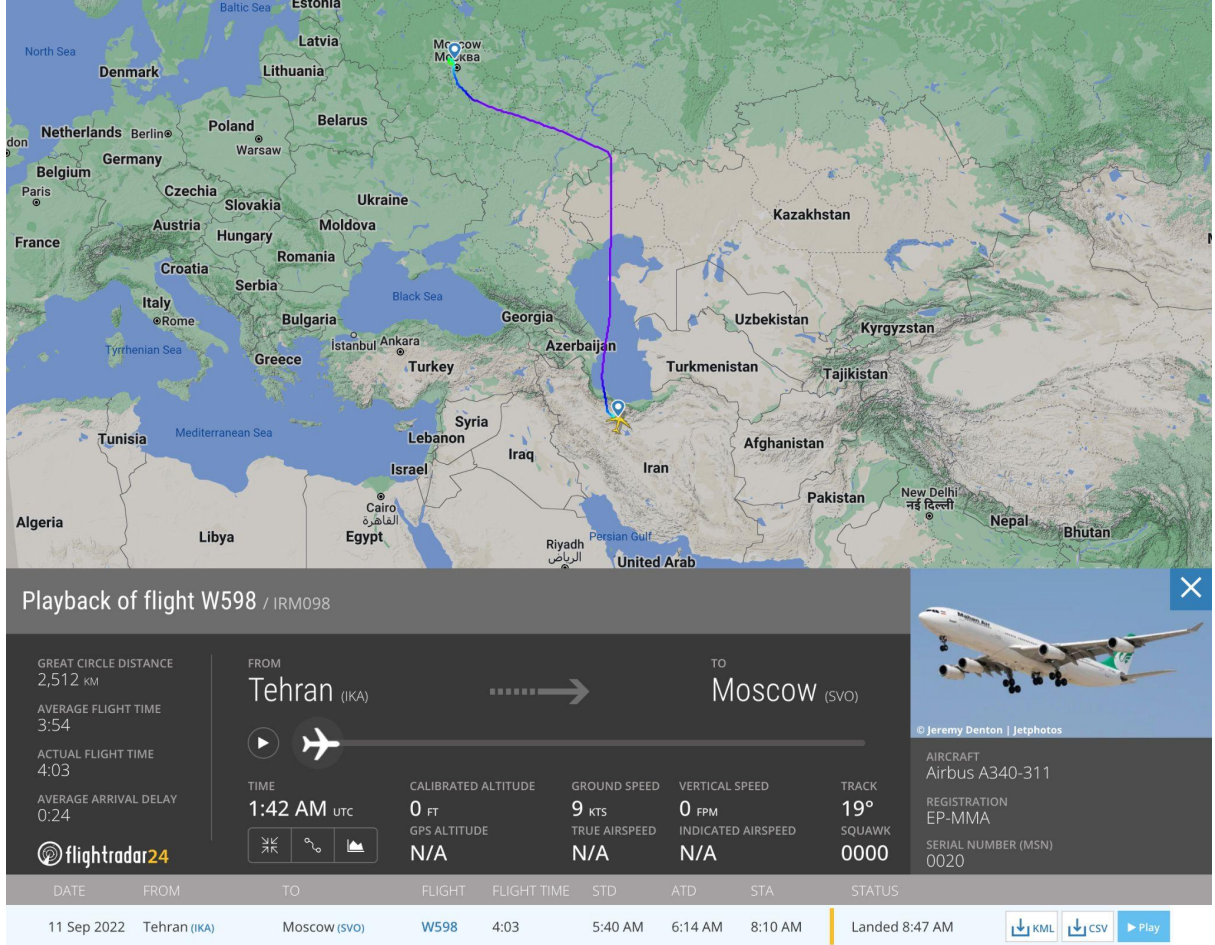 Baltic Sea
Estonia
North Sea
Latvia
Moscow
Москва
Denmark
Lithuania
Netherlands
Berlin
Poland
Belarus
don
Warsaw
Germany
Belgium
Paris
Czechia
Slovakia
Ukraine
Kazakhstan
Austria
Hungary
Moldova
France
Romania
Croatia
Serbia
Italy
Black Sea
Rome
Bulgaria
Georgia
Uzbekistan
Kyrgyzstan
İstanbul
Ankara
Azerbaijan
Tyrrhenian Sea
Greece
Turkey
Turkmenistan
Tajikistan
Syria
Tunisia
Mediterranean Sea
Lebanon
Iraq
Afghanistan
Israel
Iran
Cairo
القاهرة
Pakistan
New Delhi
नई दिल्ली
Algeria
Libya
Egypt
Nepal
Bhutan
Riyadh
الرياض
Persian Gulf
United Arab
Playback of flight W598 / IRM098
GREAT CIRCLE DISTANCE
2,512 KM
AVERAGE FLIGHT TIME
3:54
ACTUAL FLIGHT TIME
4:03
AVERAGE ARRIVAL DELAY
0:24
flightradar24
FROM
Tehran (IKA)
TO
Moscow (SVO)
TIME
1:42 AM UTC
CALIBRATED ALTITUDE
0 FT
GPS ALTITUDE
N/A
GROUND SPEED
9 KTS
TRUE AIRSPEED
N/A
VERTICAL SPEED
0 FPM
INDICATED AIRSPEED
N/A
TRACK
19°
SQUAWK
0000
Mahan Air
© Jeremy Denton | Jetphotos
AIRCRAFT
Airbus A340-311
REGISTRATION
EP-MMA
SERIAL NUMBER (MSN)
0020
DATE FROM TO FLIGHT FLIGHT TIME STD ATD STA STATUS
11 Sep 2022 Tehran (IKA) Moscow (SVO) W598 4:03 5:40 AM 6:14 AM 8:10 AM Landed 8:47 AM KML CSV Play